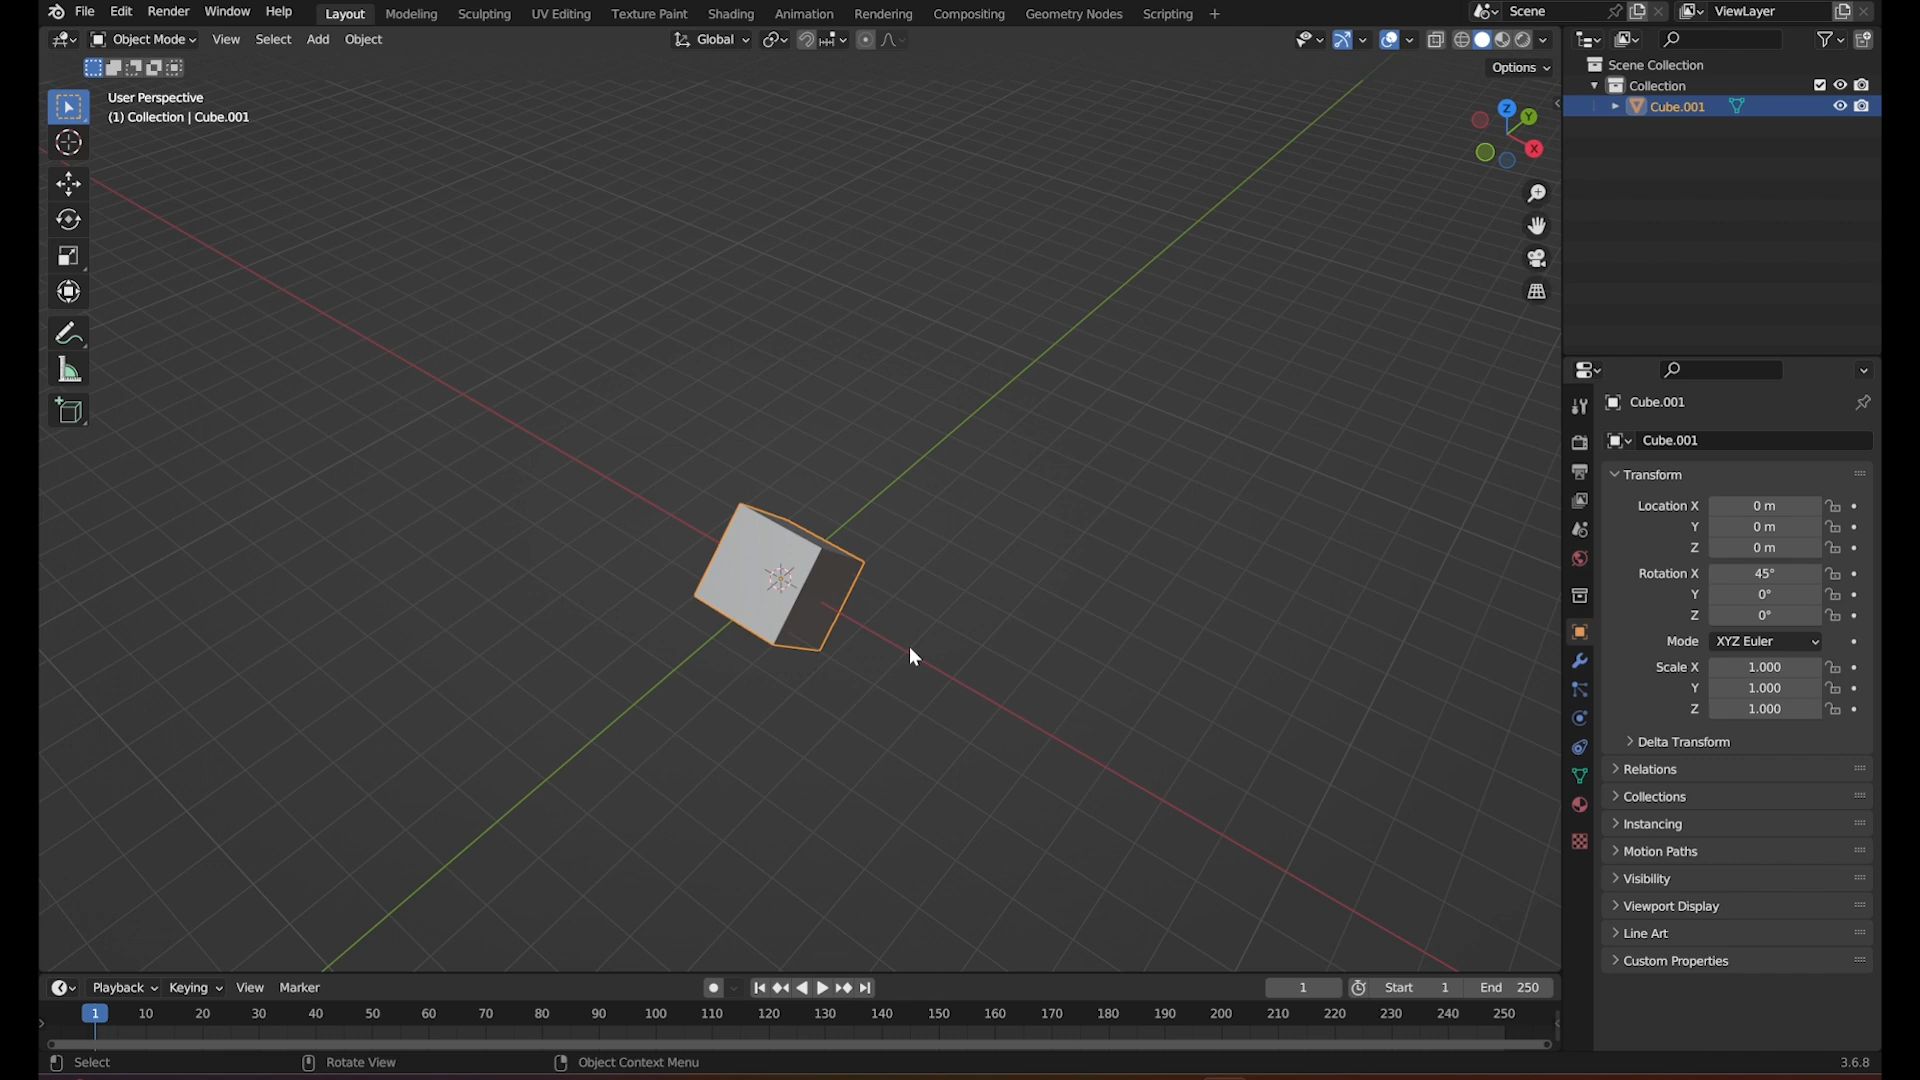 File Edit Render Window Help Layout Modeling Sculpting UV Editing Texture Paint Shading Animation Rendering Compositing Geometry Nodes Scripting + Scene ViewLayer
Object Mode View Select Add Object Global
Options
User Perspective
(1) Collection | Cube.001
Z
Y
X
Scene Collection
Collection
Cube.001
Cube.001
Cube.001
Transform
Location X 0 m
Y 0 m
Z 0 m
Rotation X 45°
Y 0°
Z 0°
Mode XYZ Euler
Scale X 1.000
Y 1.000
Z 1.000
Delta Transform
Relations
Collections
Instancing
Motion Paths
Visibility
Viewport Display
Line Art
Custom Properties
Playback Keying View Marker 1 Start 1 End 250
1 10 20 30 40 50 60 70 80 90 100 110 120 130 140 150 160 170 180 190 200 210 220 230 240 250
Select Rotate View Object Context Menu 3.6.8